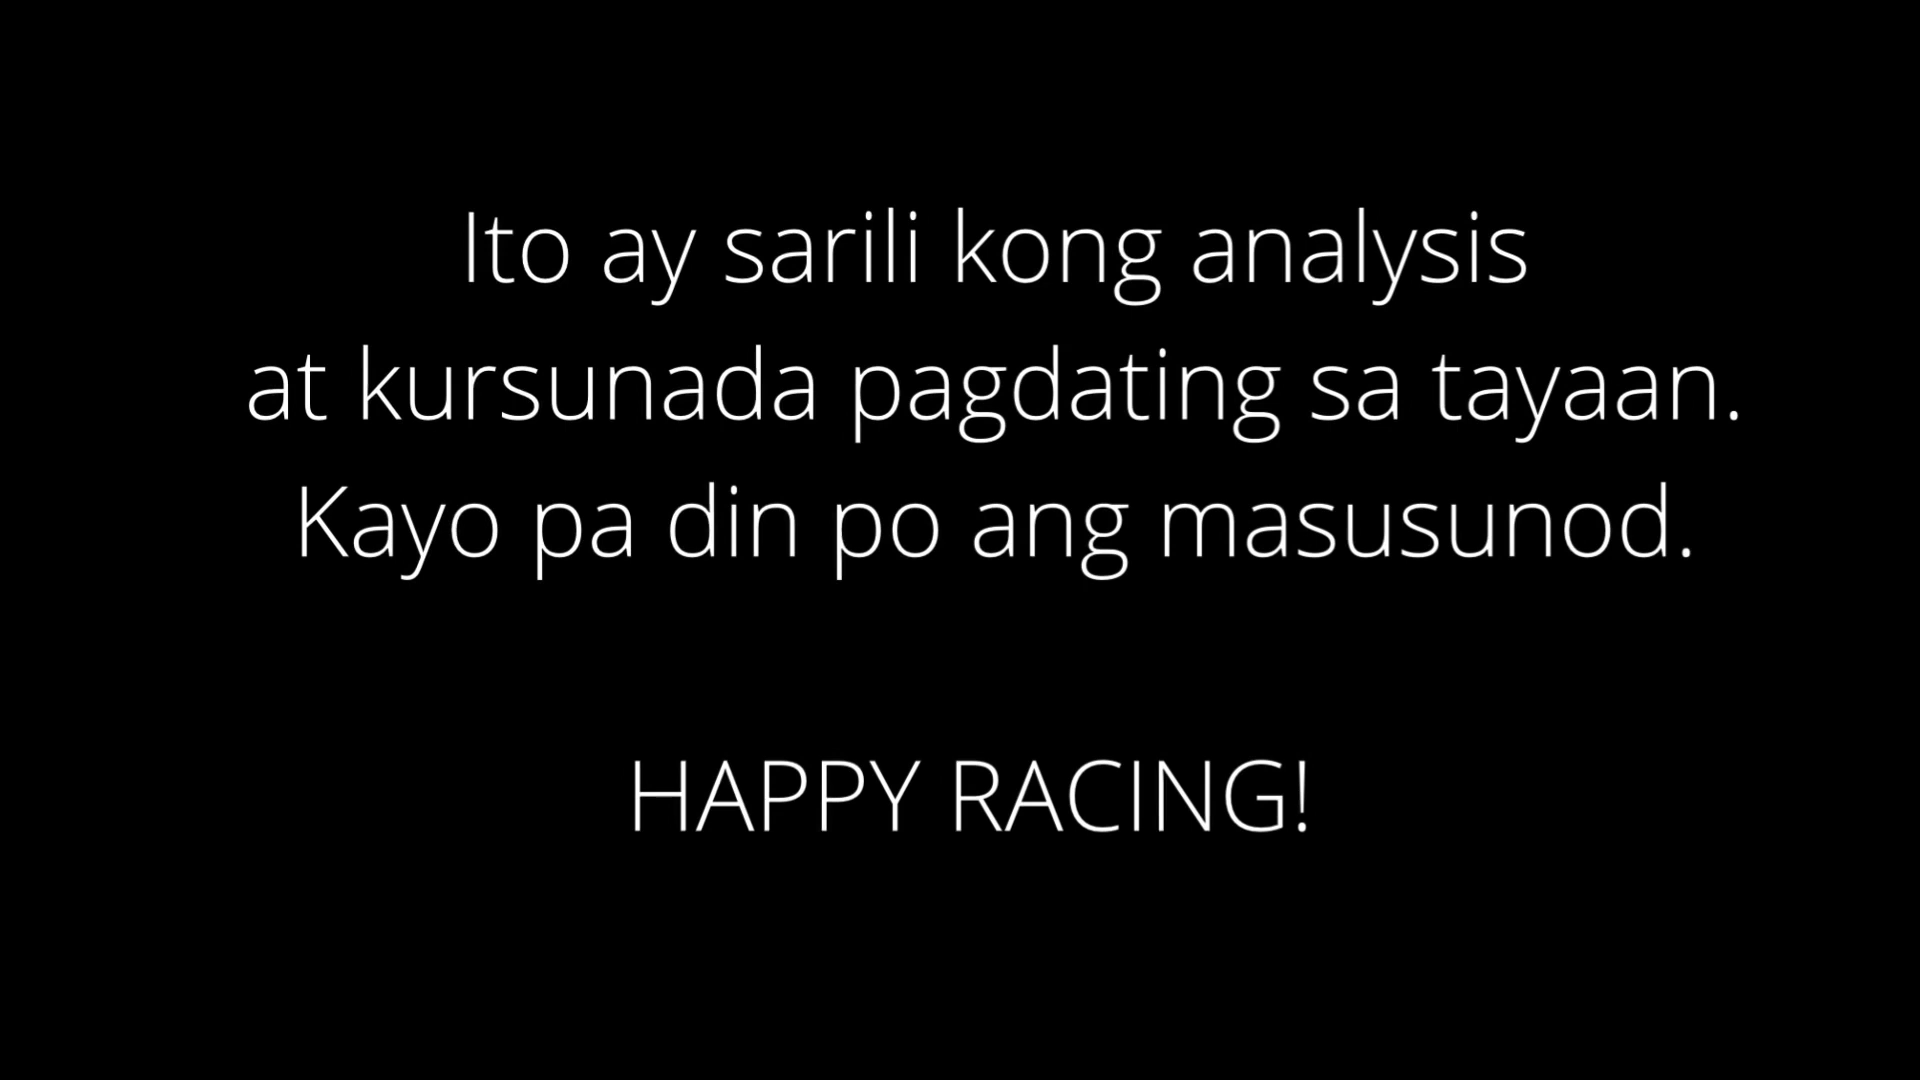 Ito ay sarili kong analysis
at kursunada pagdating sa tayaan.
Kayo pa din po ang masusunod.
HAPPY RACING!